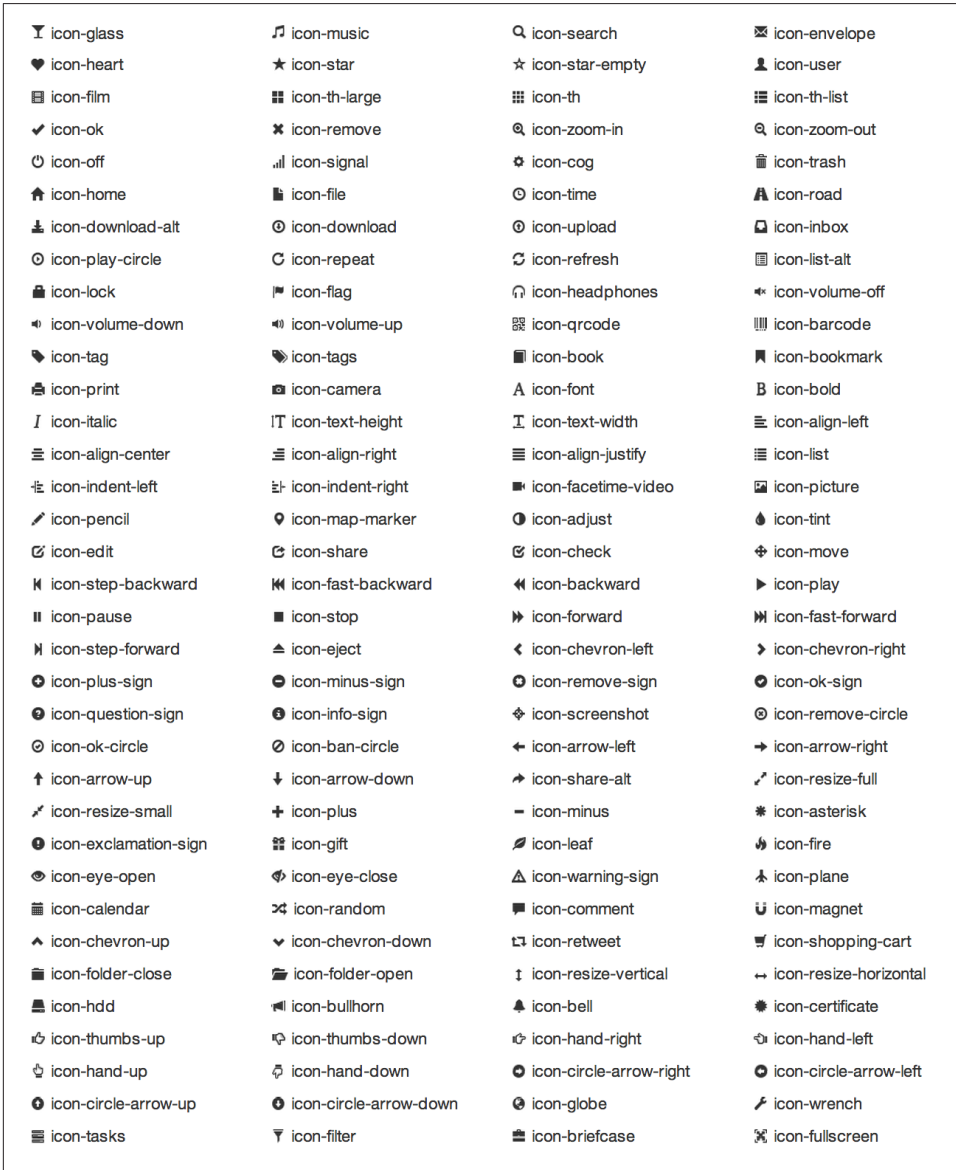 icon-glass icon-music icon-search icon-envelope
icon-heart icon-star icon-star-empty icon-user
icon-film icon-th-large icon-th icon-th-list
icon-ok icon-remove icon-zoom-in icon-zoom-out
icon-off icon-signal icon-cog icon-trash
icon-home icon-file icon-time icon-road
icon-download-alt icon-download icon-upload icon-inbox
icon-play-circle icon-repeat icon-refresh icon-list-alt
icon-lock icon-flag icon-headphones icon-volume-off
icon-volume-down icon-volume-up icon-qrcode icon-barcode
icon-tag icon-tags icon-book icon-bookmark
icon-print icon-camera icon-font icon-bold
icon-italic icon-text-height icon-text-width icon-align-left
icon-align-center icon-align-right icon-align-justify icon-list
icon-indent-left icon-indent-right icon-facetime-video icon-picture
icon-pencil icon-map-marker icon-adjust icon-tint
icon-edit icon-share icon-check icon-move
icon-step-backward icon-fast-backward icon-backward icon-play
icon-pause icon-stop icon-forward icon-fast-forward
icon-step-forward icon-eject icon-chevron-left icon-chevron-right
icon-plus-sign icon-minus-sign icon-remove-sign icon-ok-sign
icon-question-sign icon-info-sign icon-screenshot icon-remove-circle
icon-ok-circle icon-ban-circle icon-arrow-left icon-arrow-right
icon-arrow-up icon-arrow-down icon-share-alt icon-resize-full
icon-resize-small icon-plus icon-minus icon-asterisk
icon-exclamation-sign icon-gift icon-leaf icon-fire
icon-eye-open icon-eye-close icon-warning-sign icon-plane
icon-calendar icon-random icon-comment icon-magnet
icon-chevron-up icon-chevron-down icon-retweet icon-shopping-cart
icon-folder-close icon-folder-open icon-resize-vertical icon-resize-horizontal
icon-hdd icon-bullhorn icon-bell icon-certificate
icon-thumbs-up icon-thumbs-down icon-hand-right icon-hand-left
icon-hand-up icon-hand-down icon-circle-arrow-right icon-circle-arrow-left
icon-circle-arrow-up icon-circle-arrow-down icon-globe icon-wrench
icon-tasks icon-filter icon-briefcase icon-fullscreen